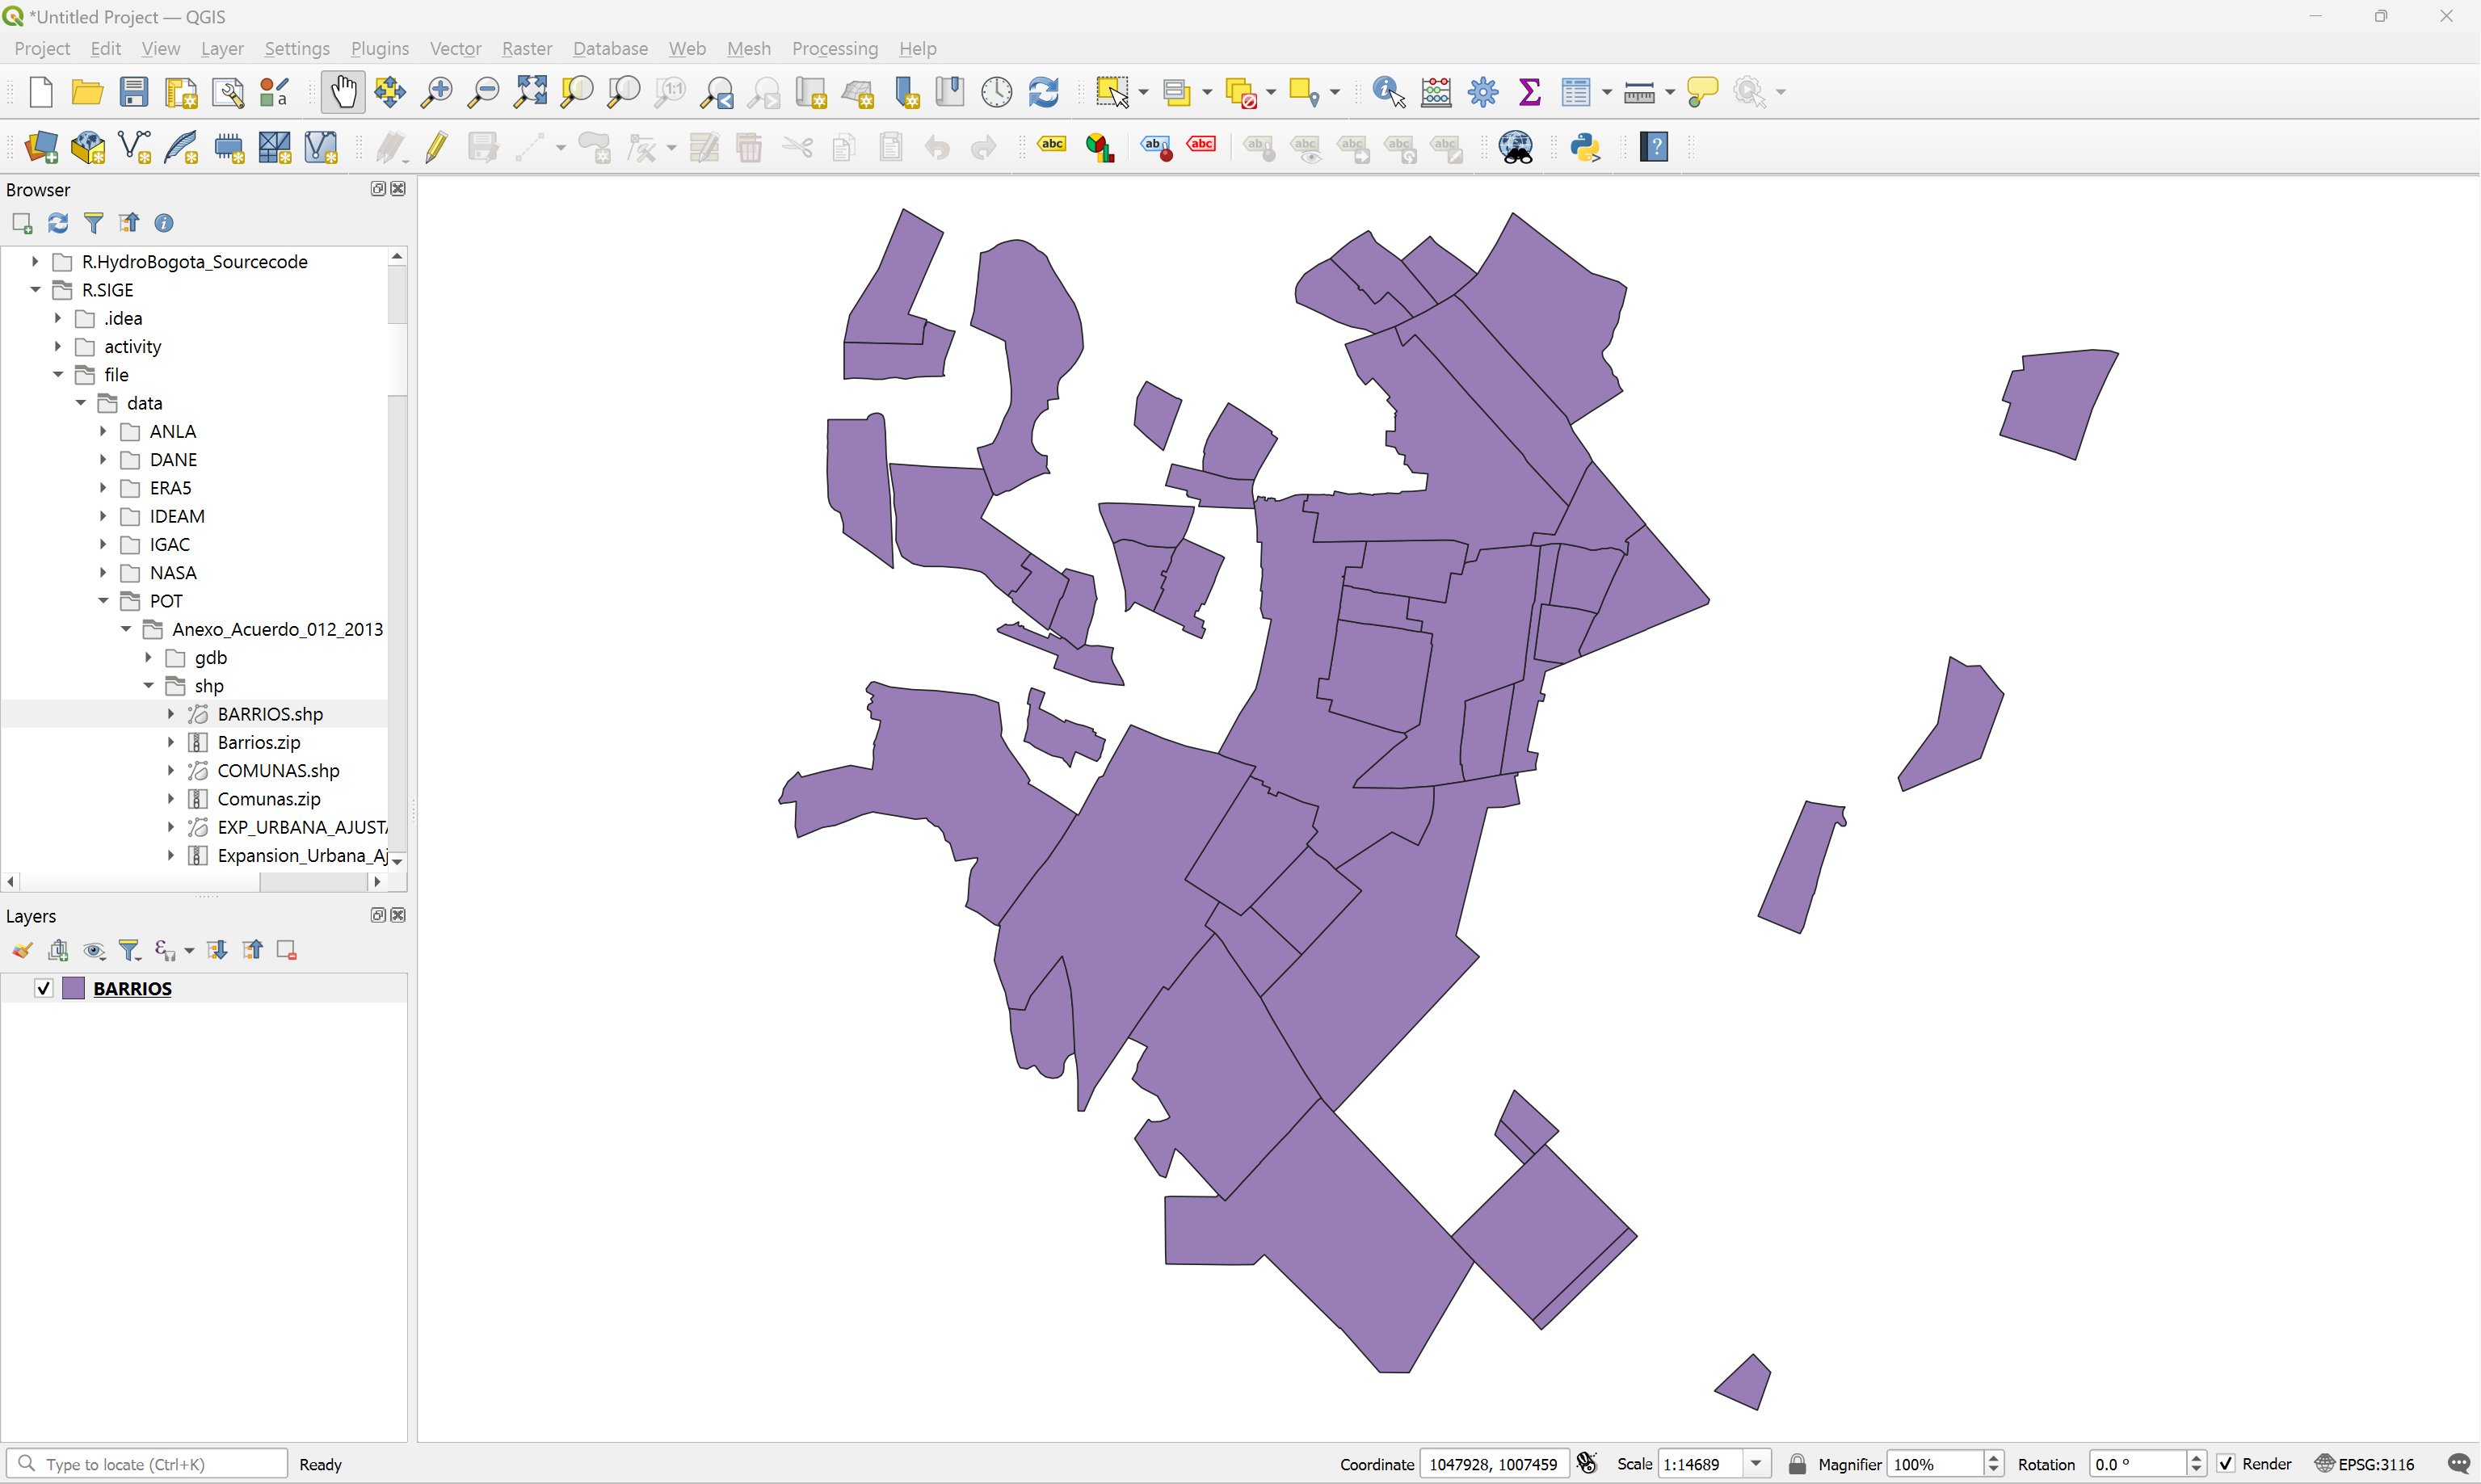 *Untitled Project — QGIS
Project Edit View Layer Settings Plugins Vector Raster Database Web Mesh Processing Help
Browser
R.HydroBogota_Sourcecode
R.SIGE
.idea
activity
file
data
ANLA
DANE
ERA5
IDEAM
IGAC
NASA
POT
Anexo_Acuerdo_012_2013
gdb
shp
BARRIOS.shp
Barrios.zip
COMUNAS.shp
Comunas.zip
EXP_URBANA_AJUST
Expansion_Urbana_Aj
Layers
BARRIOS
Type to locate (Ctrl+K) Ready Coordinate 1047928, 1007459 Scale 1:14689 Magnifier 100% Rotation 0.0 ° Render EPSG:3116